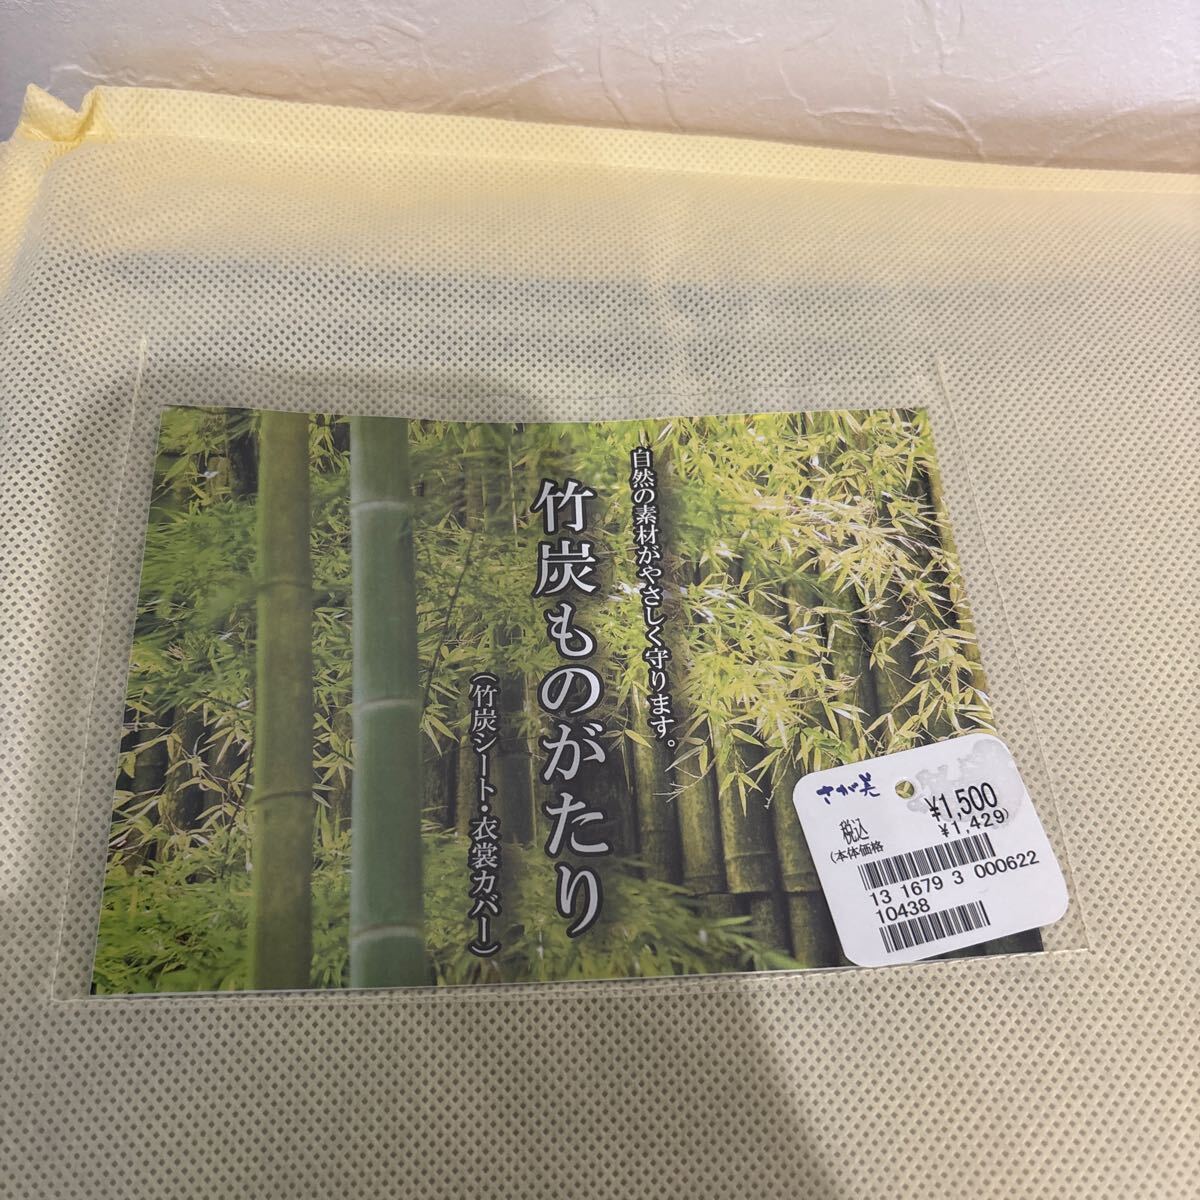 自然の素材がやさしく守ります。
竹炭ものがたり
(竹炭シート・衣裳カバー)
さが美
¥1,500
税込
¥1,429)
(本体価格
13 1679 3 000622
10438